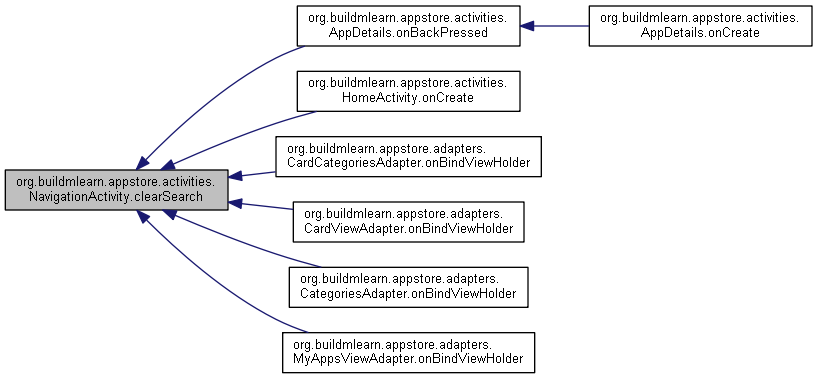 org.buildmlearn.appstore.activities.
AppDetails.onBackPressed
org.buildmlearn.appstore.activities.
AppDetails.onCreate
org.buildmlearn.appstore.activities.
HomeActivity.onCreate
org.buildmlearn.appstore.adapters.
CardCategoriesAdapter.onBindViewHolder
org.buildmlearn.appstore.activities.
NavigationActivity.clearSearch
org.buildmlearn.appstore.adapters.
CardViewAdapter.onBindViewHolder
org.buildmlearn.appstore.adapters.
CategoriesAdapter.onBindViewHolder
org.buildmlearn.appstore.adapters.
MyAppsViewAdapter.onBindViewHolder